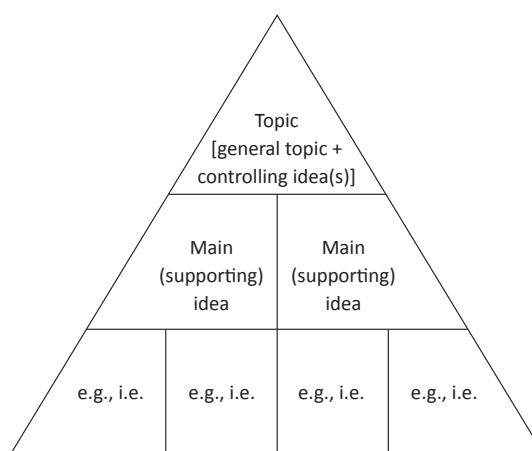 Topic
[general topic +
controlling idea(s)]
Main
(supporting)
idea
Main
(supporting)
idea
e.g., i.e.
e.g., i.e.
e.g., i.e.
e.g., i.e.